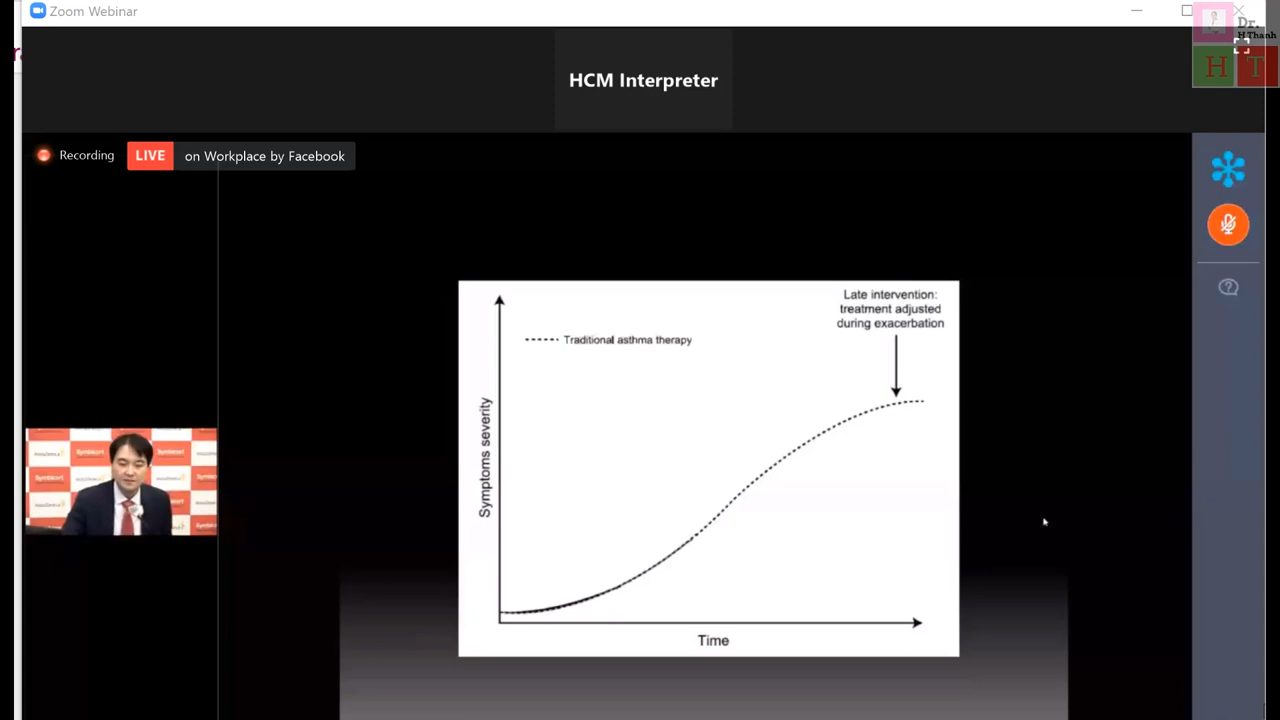 Zoom Webinar
Dr.
H Thanh
H T
HCM Interpreter
Recording
LIVE
on Workplace by Facebook
Late intervention:
treatment adjusted
during exacerbation
Traditional asthma therapy
Symptoms severity
Time
Symbicort